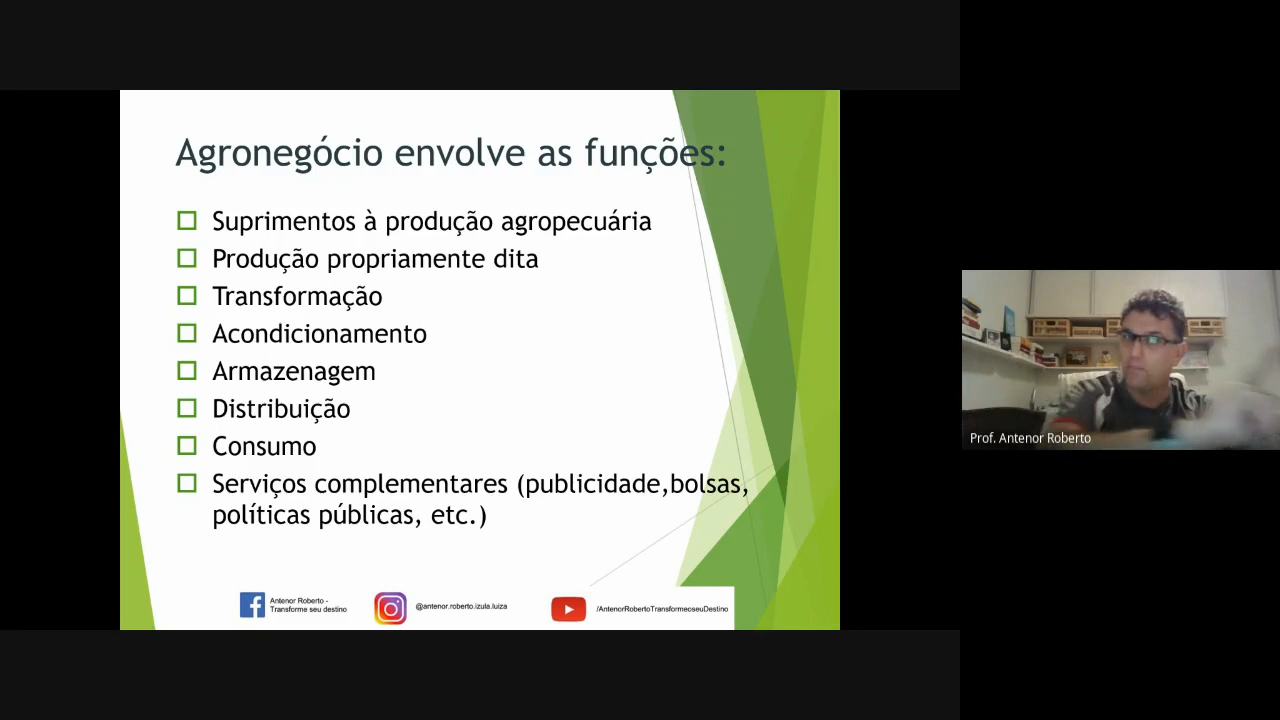 Agronegócio envolve as funções:
Suprimentos à produção agropecuária
Produção propriamente dita
Transformação
Acondicionamento
Armazenagem
Distribuição
Consumo
Serviços complementares (publicidade,bolsas,
políticas públicas, etc.)
Antenor Roberto -
Transforme seu destino
@antenor.roberto.izula.luiza
/AntenorRobertoTransformeoseuDestino
Prof. Antenor Roberto